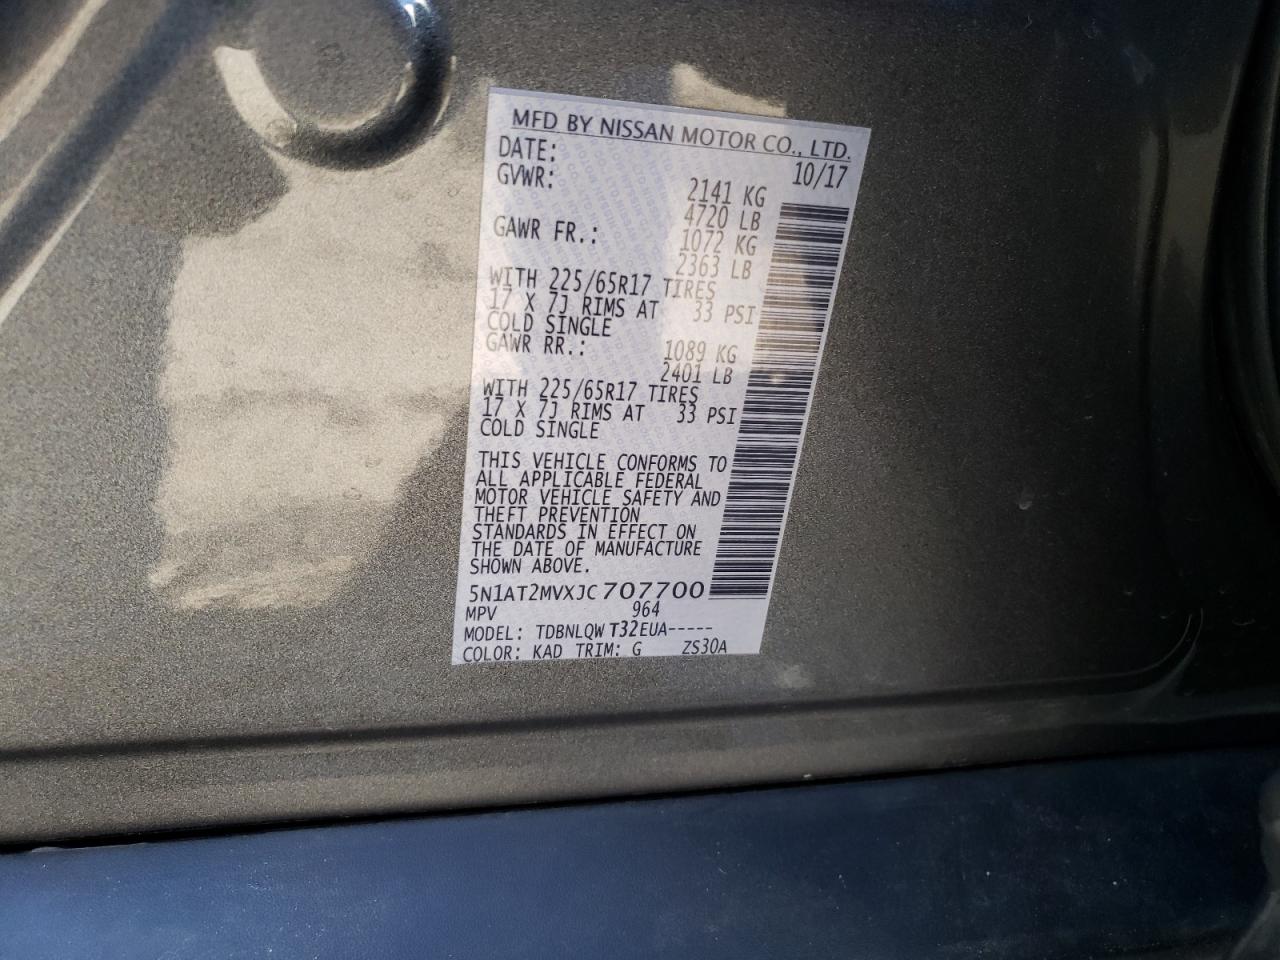 MFD BY NISSAN MOTOR CO., LTD.
DATE: 10/17
GVWR: 2141 KG
4720 LB
GAWR FR.: 1072 KG
2363 LB
WITH 225/65R17 TIRES
17 X 7J RIMS AT 33 PSI
COLD SINGLE
GAWR RR.: 1089 KG
2401 LB
WITH 225/65R17 TIRES
17 X 7J RIMS AT 33 PSI
COLD SINGLE
THIS VEHICLE CONFORMS TO
ALL APPLICABLE FEDERAL
MOTOR VEHICLE SAFETY AND
THEFT PREVENTION
STANDARDS IN EFFECT ON
THE DATE OF MANUFACTURE
SHOWN ABOVE.
5N1AT2MVXJC707700
MPV 964
MODEL: TDBNLQWT32EUA-----
COLOR: KAD TRIM: G ZS30A